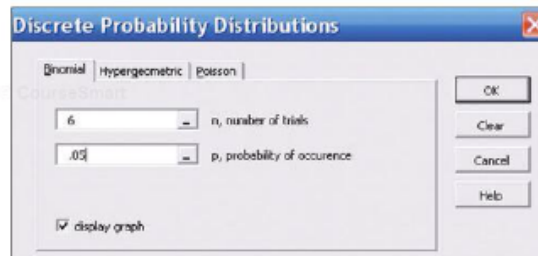 Discrete Probability Distributions
Binomial Hypergeometric Poisson
CourseSmart
6 n, number of trials
.05 p, probability of occurence
display graph
OK
Clear
Cancel
Help